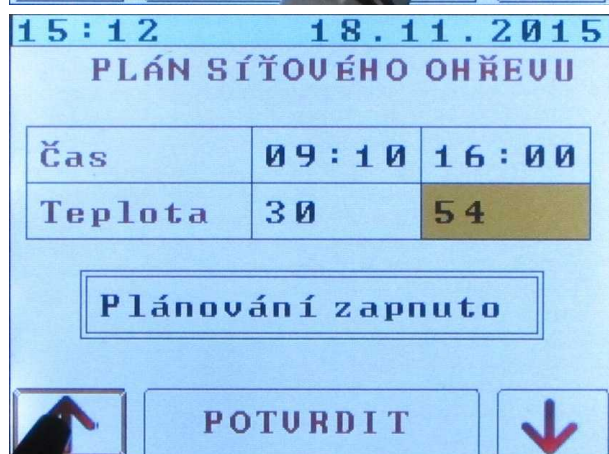 15:12 18.11.2015
PLÁN SÍŤOVÉHO OHŘEVU
Čas 09:10 16:00
Teplota 30 54
Plánování zapnuto
POTVRDIT